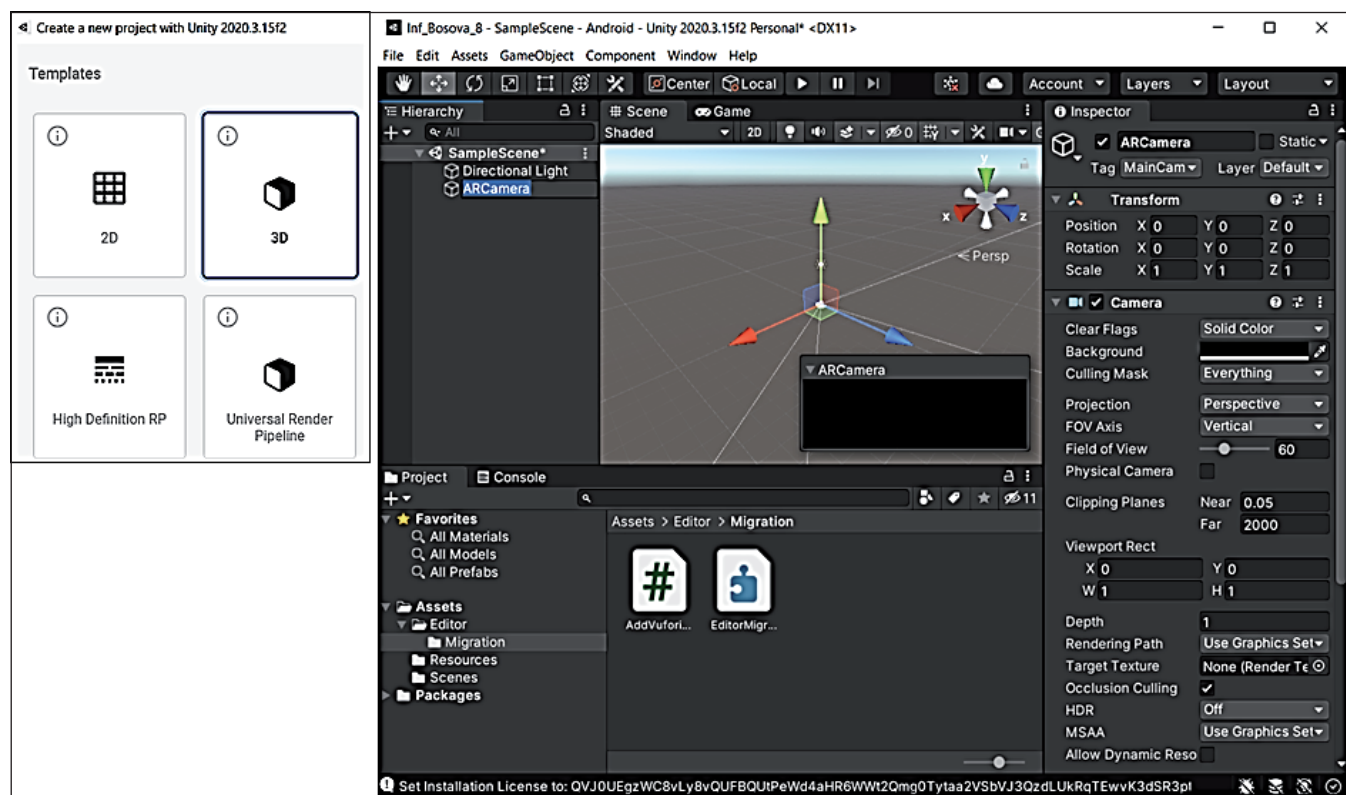 Create a new project with Unity 2020.3.15f2
Templates
2D
3D
High Definition RP
Universal Render
Pipeline
Inf_Bosova_8 - SampleScene - Android - Unity 2020.3.15f2 Personal* <DX11>
File Edit Assets GameObject Component Window Help
Center Local Account Layers Layout
Hierarchy
All
SampleScene*
Directional Light
ARCamera
Scene Game
Shaded 2D 0
y
x z
Persp
ARCamera
Inspector
ARCamera Static
Tag MainCam Layer Default
Transform
Position X 0 Y 0 Z 0
Rotation X 0 Y 0 Z 0
Scale X 1 Y 1 Z 1
Camera
Clear Flags Solid Color
Background
Culling Mask Everything
Projection Perspective
FOV Axis Vertical
Field of View 60
Physical Camera
Clipping Planes Near 0.05
Far 2000
Viewport Rect
X 0 Y 0
W 1 H 1
Depth 1
Rendering Path Use Graphics Set
Target Texture None (Render Te
Occlusion Culling
HDR Off
MSAA Use Graphics Set
Allow Dynamic Reso
Project Console
11
Favorites
All Materials
All Models
All Prefabs
Assets
Editor
Migration
Resources
Scenes
Packages
Assets > Editor > Migration
AddVufori... EditorMigr...
Set Installation License to: